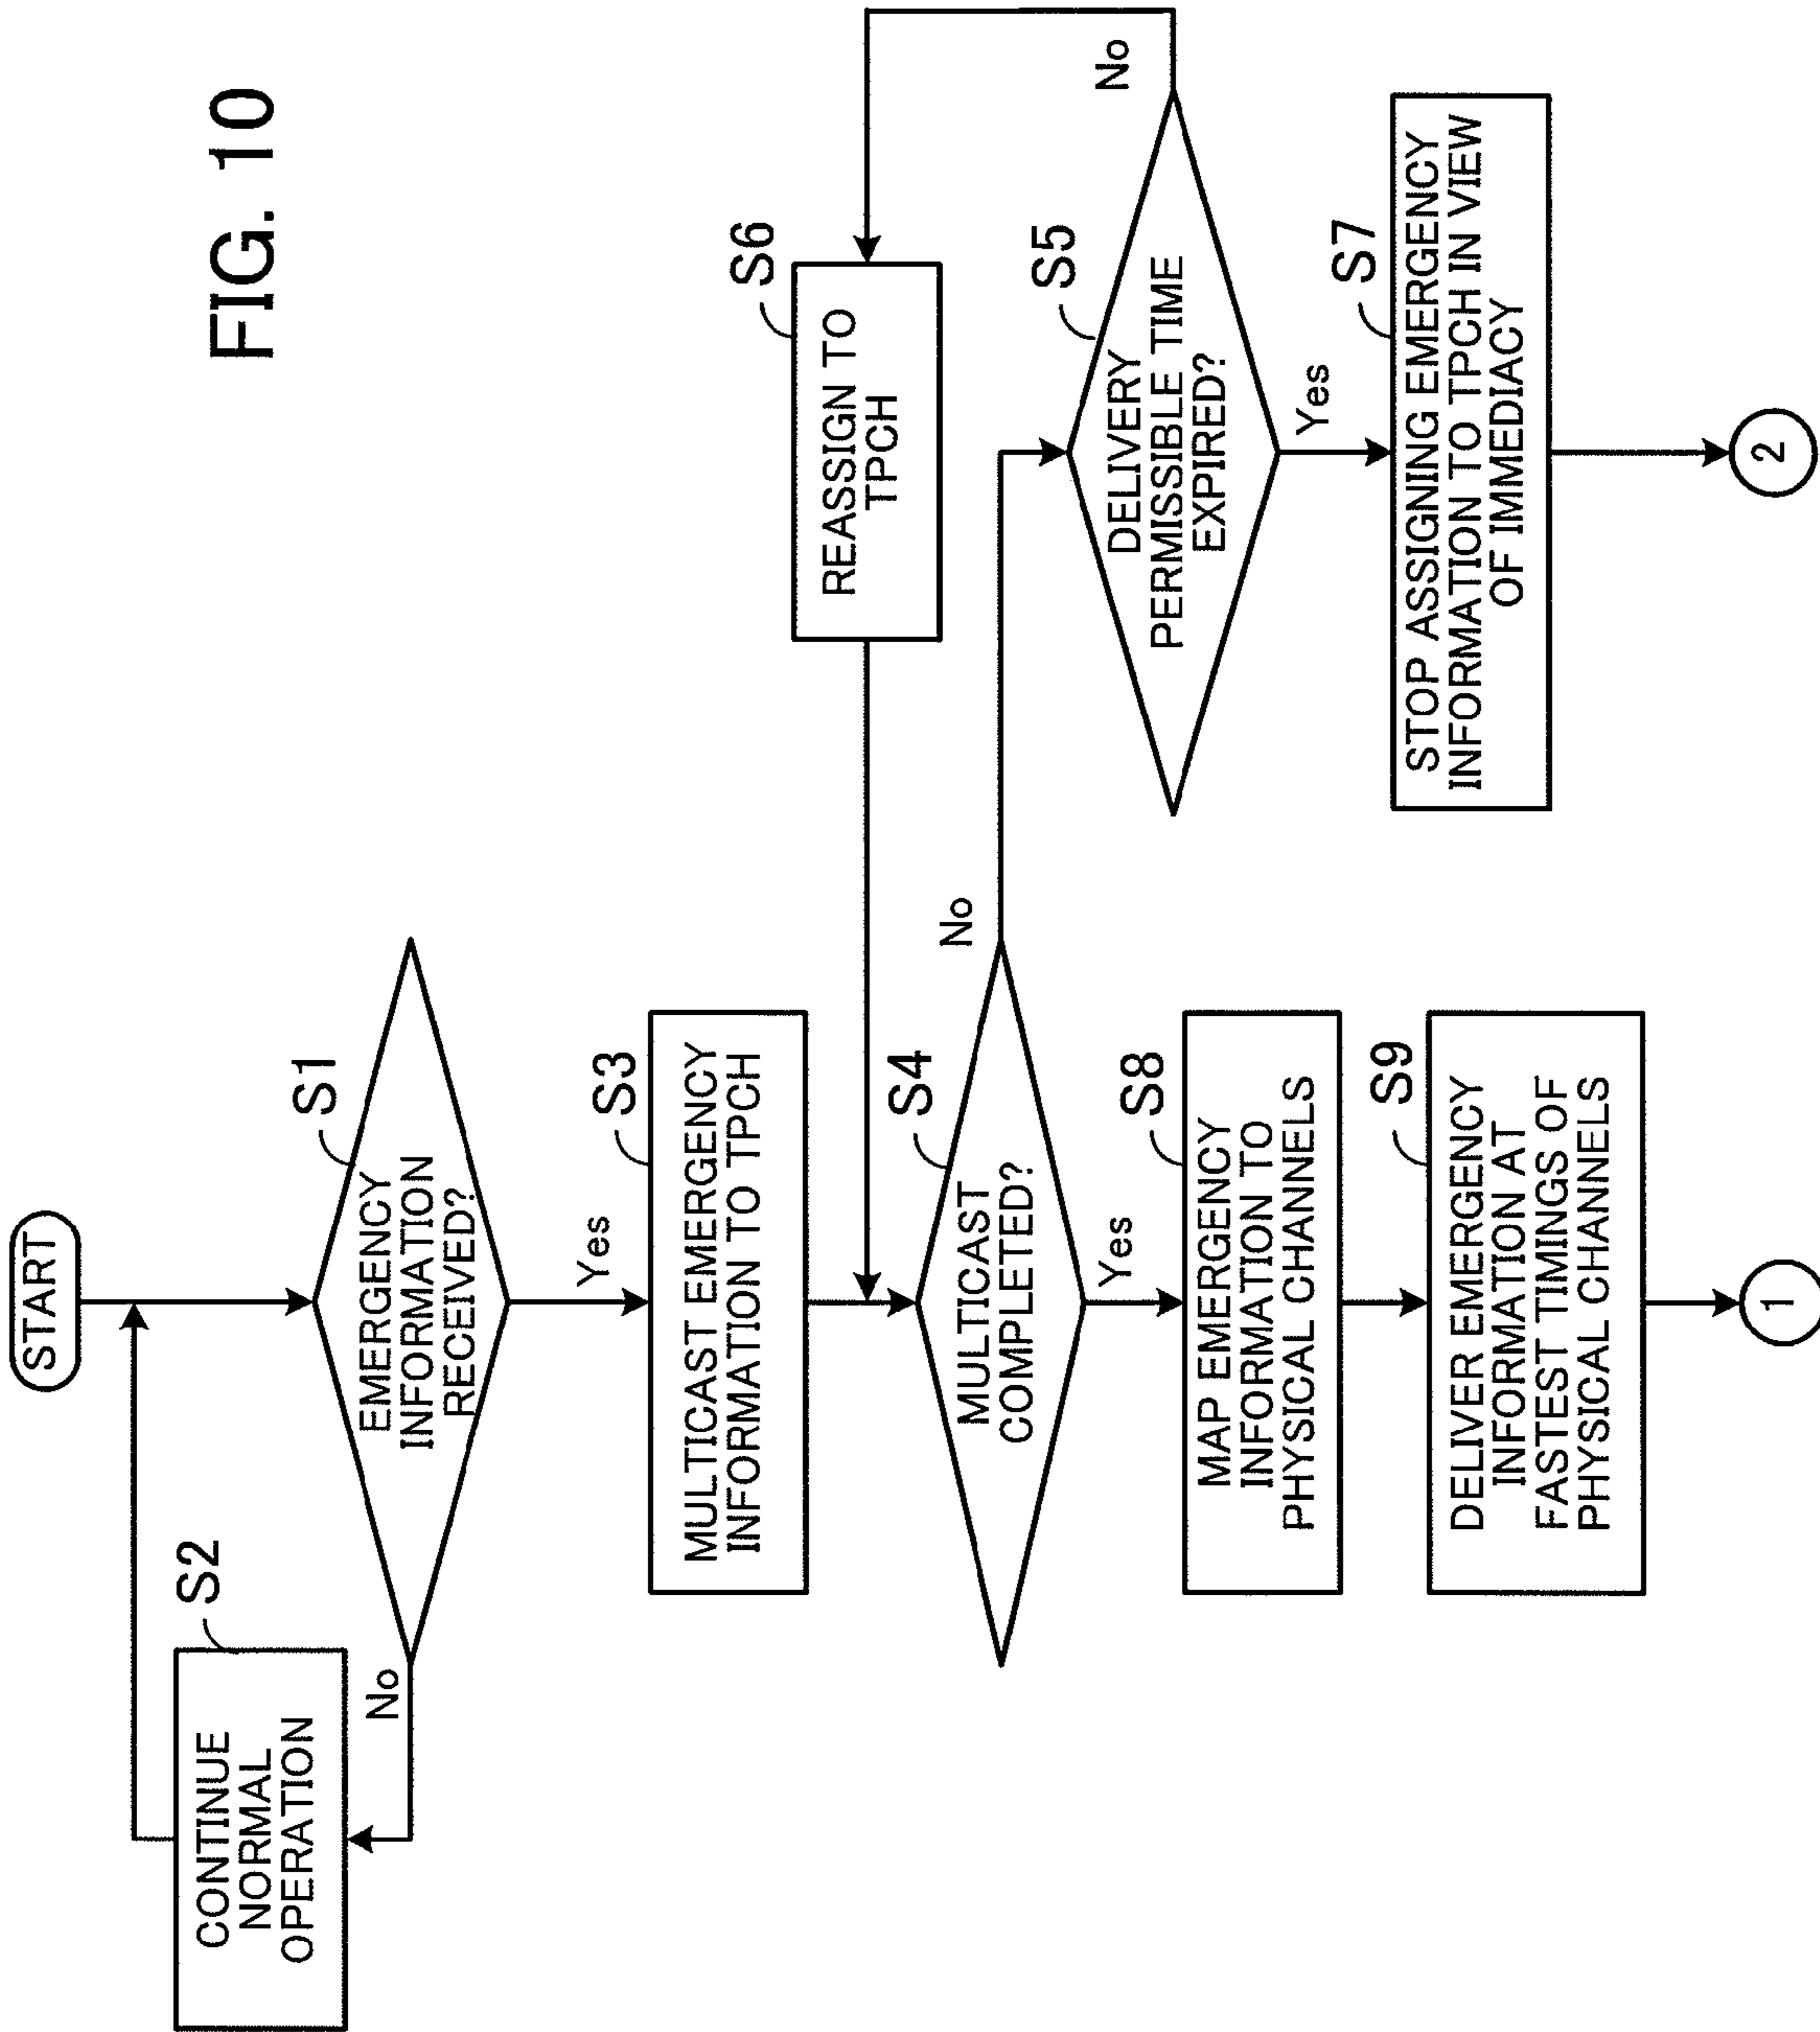 FIG. 10
START
S1
EMERGENCY
INFORMATION
RECEIVED?
No
Yes
S2
CONTINUE
NORMAL
OPERATION
S3
MULTICAST EMERGENCY
INFORMATION TO TPCH
S4
MULTICAST
COMPLETED?
No
Yes
S6
REASSIGN TO
TPCH
S5
DELIVERY
PERMISSIBLE TIME
EXPIRED?
No
Yes
S7
STOP ASSIGNING EMERGENCY
INFORMATION TO TPCH IN VIEW
OF IMMEDIACY
2
S8
MAP EMERGENCY
INFORMATION TO
PHYSICAL CHANNELS
S9
DELIVER EMERGENCY
INFORMATION AT
FASTEST TIMINGS OF
PHYSICAL CHANNELS
1